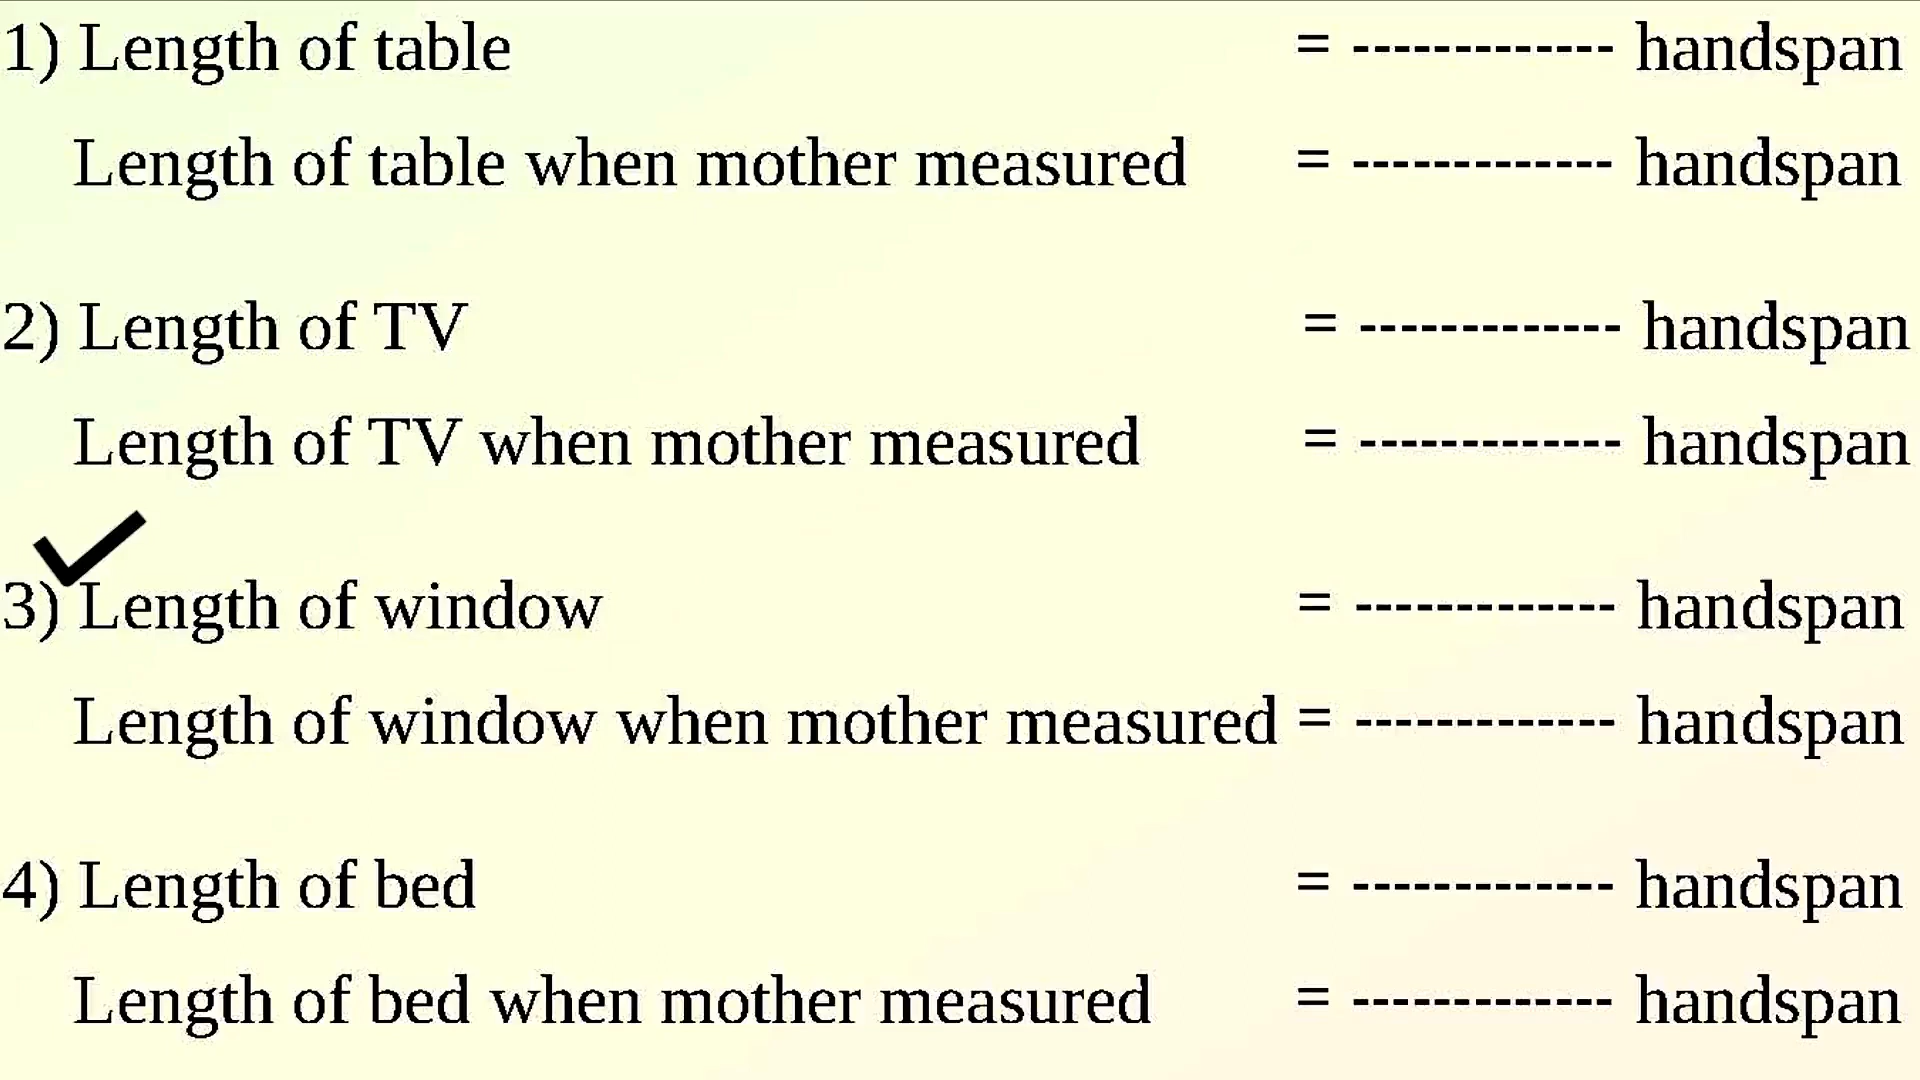 1) Length of table = ------------- handspan
Length of table when mother measured = ------------- handspan
2) Length of TV = ------------- handspan
Length of TV when mother measured = ------------- handspan
3) Length of window = ------------- handspan
Length of window when mother measured = ------------- handspan
4) Length of bed = ------------- handspan
Length of bed when mother measured = ------------- handspan